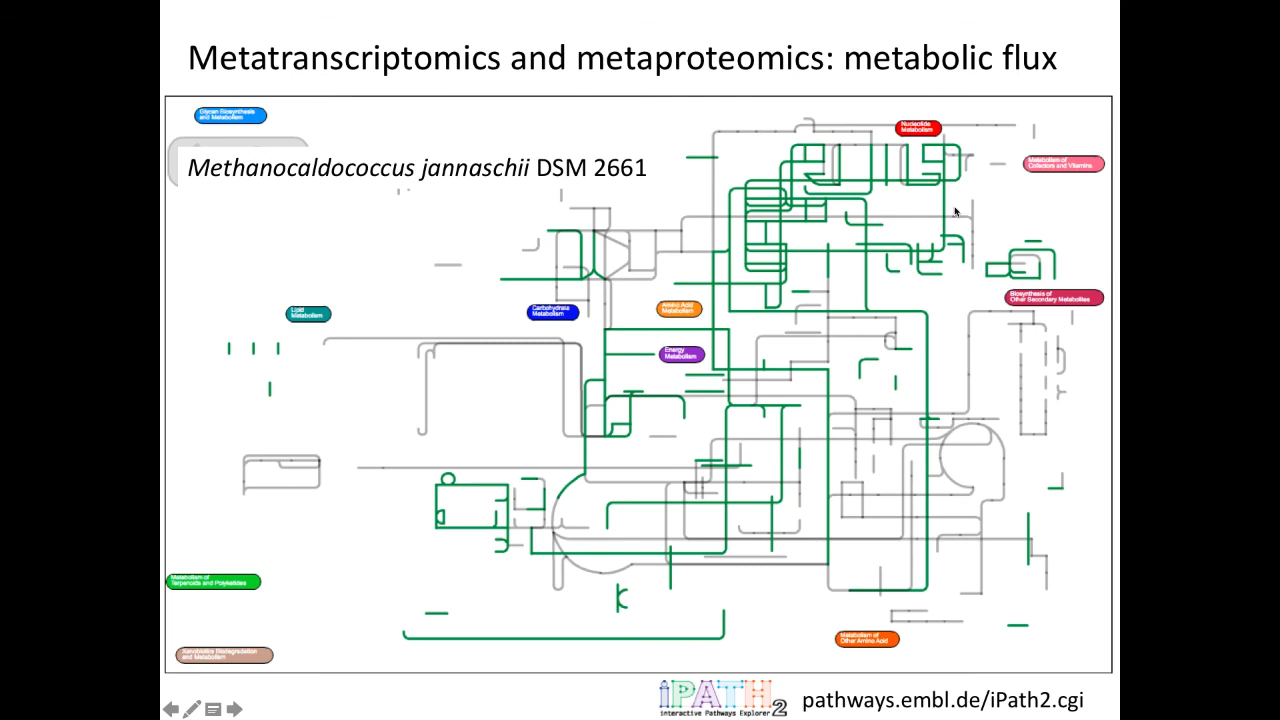 Metatranscriptomics and metaproteomics: metabolic flux
Glycan Biosynthesis
and Metabolism
Nucleotide
Metabolism
Metabolism of
Cofactors and Vitamins
Methanocaldococcus jannaschii DSM 2661
Biosynthesis of
Other Secondary Metabolites
Lipid
Metabolism
Carbohydrate
Metabolism
Amino Acid
Metabolism
Energy
Metabolism
Metabolism of
Terpenoids and Polyketides
Metabolism of
Other Amino Acid
Xenobiotics Biodegradation
and Metabolism
iPATH2
interactive Pathways Explorer
pathways.embl.de/iPath2.cgi